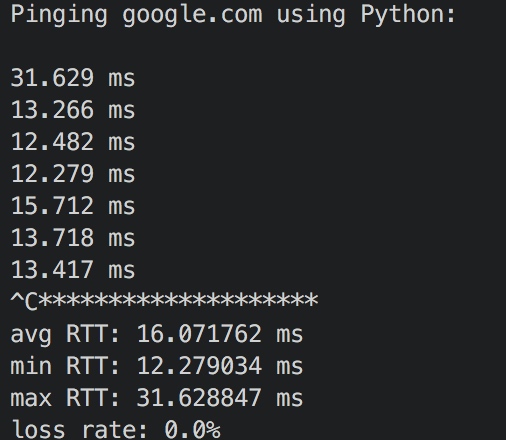 Pinging google.com using Python:
31.629 ms
13.266 ms
12.482 ms
12.279 ms
15.712 ms
13.718 ms
13.417 ms
^C********************
avg RTT: 16.071762 ms
min RTT: 12.279034 ms
max RTT: 31.628847 ms
loss rate: 0.0%